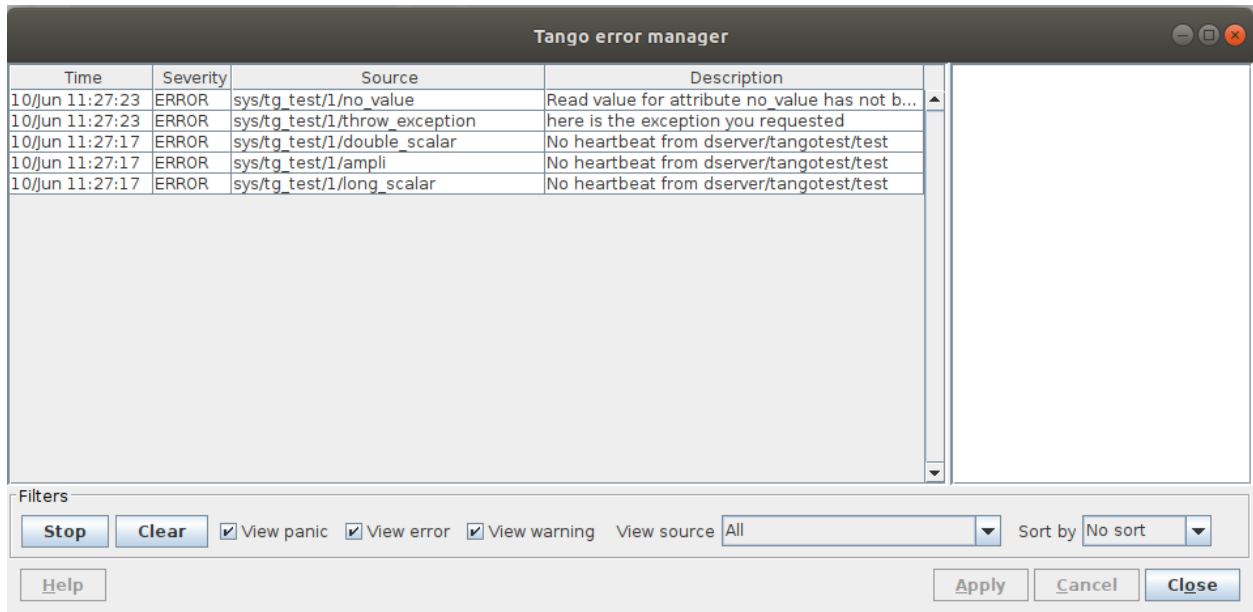 Tango error manager
Time Severity Source Description
10/Jun 11:27:23 ERROR sys/tg_test/1/no_value Read value for attribute no_value has not b...
10/Jun 11:27:23 ERROR sys/tg_test/1/throw_exception here is the exception you requested
10/Jun 11:27:17 ERROR sys/tg_test/1/double_scalar No heartbeat from dserver/tangotest/test
10/Jun 11:27:17 ERROR sys/tg_test/1/ampli No heartbeat from dserver/tangotest/test
10/Jun 11:27:17 ERROR sys/tg_test/1/long_scalar No heartbeat from dserver/tangotest/test
Filters
Stop Clear View panic View error View warning View source All Sort by No sort
Help Apply Cancel Close